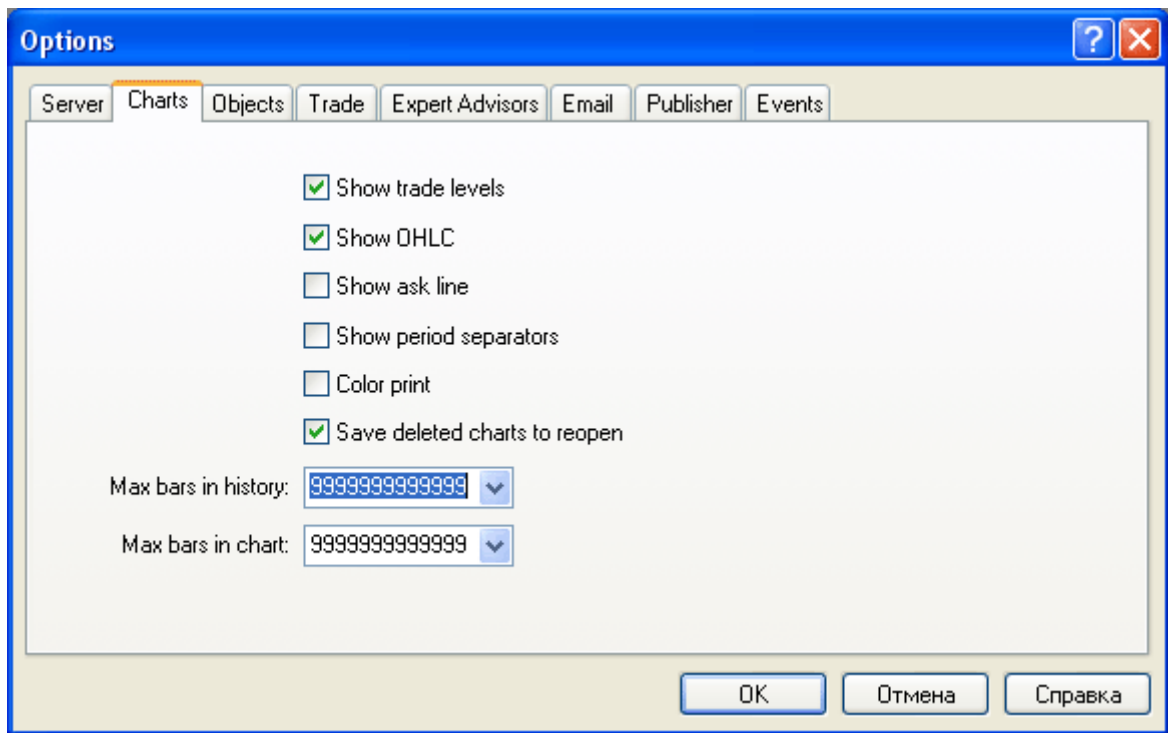 Options
Server Charts Objects Trade Expert Advisors Email Publisher Events
Show trade levels
Show OHLC
Show ask line
Show period separators
Color print
Save deleted charts to reopen
Max bars in history: 9999999999999
Max bars in chart: 9999999999999
OK Отмена Справка